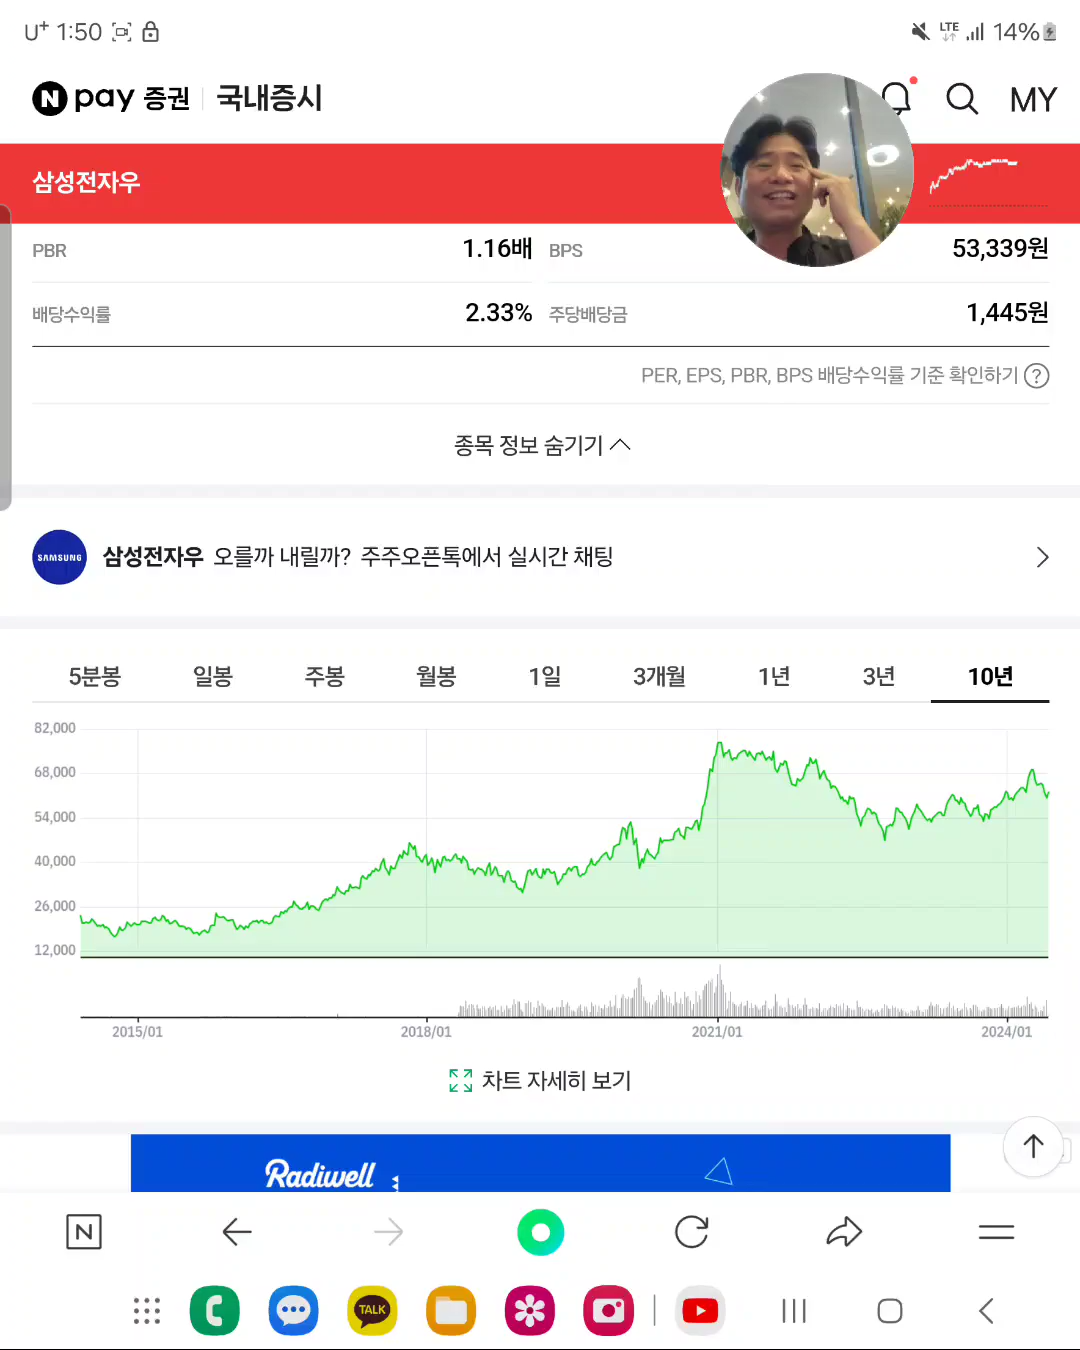 U+ 1:50 LTE 14%
N pay 증권 국내증시 MY
삼성전자우
PBR 1.16배 BPS 53,339원
배당수익률 2.33% 주당배당금 1,445원
PER, EPS, PBR, BPS 배당수익률 기준 확인하기 ?
종목 정보 숨기기
SAMSUNG 삼성전자우 오를까 내릴까? 주주오픈톡에서 실시간 채팅
5분봉 일봉 주봉 월봉 1일 3개월 1년 3년 10년
82,000
68,000
54,000
40,000
26,000
12,000
2015/01 2018/01 2021/01 2024/01
차트 자세히 보기
Radiwell
N
TALK